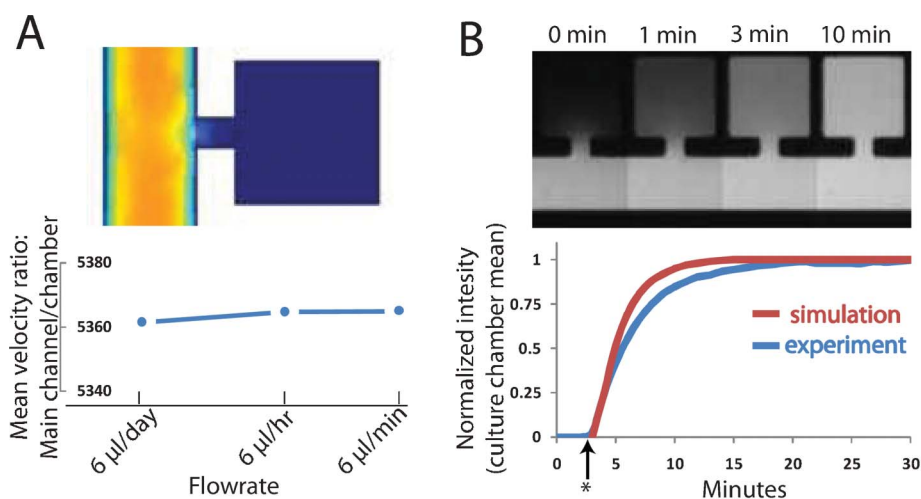 A
Mean velocity ratio:
Main channel/chamber
5380
5360
5340
6 µl/day
6 µl/hr
6 µl/min
Flowrate
B
0 min 1 min 3 min 10 min
Normalized intesity
(culture chamber mean)
1
0.75
0.5
0.25
0
simulation
experiment
0 5 10 15 20 25 30
*
Minutes